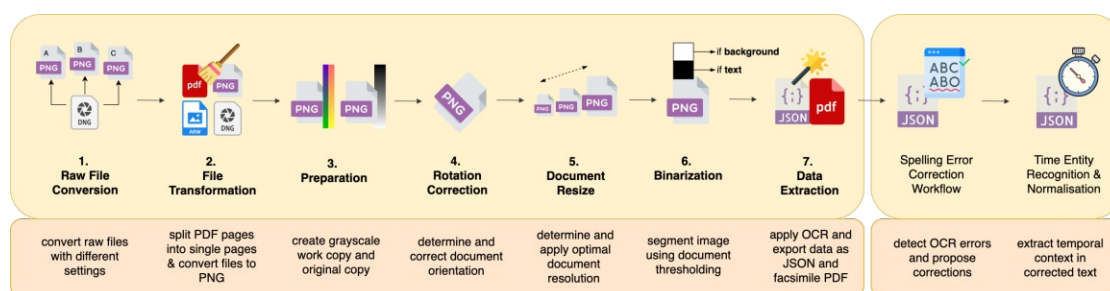 A
PNG
B
PNG
C
PNG
DNG
1.
Raw File
Conversion
convert raw files
with different
settings
pdf
PNG
ARW
DNG
2.
File
Transformation
split PDF pages
into single pages
& convert files to
PNG
PNG
PNG
3.
Preparation
create grayscale
work copy and
original copy
PNG
4.
Rotation
Correction
determine and
correct document
orientation
PNG
PNG
PNG
5.
Document
Resize
determine and
apply optimal
document
resolution
if background
if text
PNG
6.
Binarization
segment image
using document
thresholding
{;}
JSON
pdf
7.
Data
Extraction
apply OCR and
export data as
JSON and
facsimile PDF
ABC
ABO
{;}
JSON
Spelling Error
Correction
Workflow
detect OCR errors
and propose
corrections
{;}
JSON
Time Entity
Recognition &
Normalisation
extract temporal
context in
corrected text